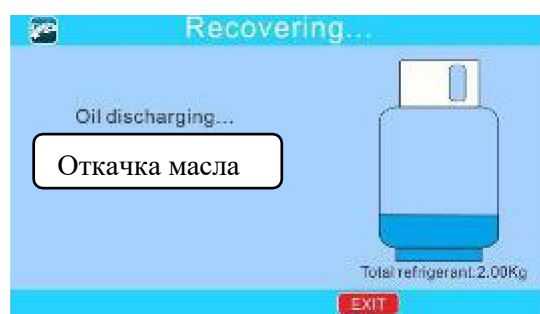 Recovering...
Oil discharging...
Откачка масла
Total refrigerant:2.00Kg
EXIT